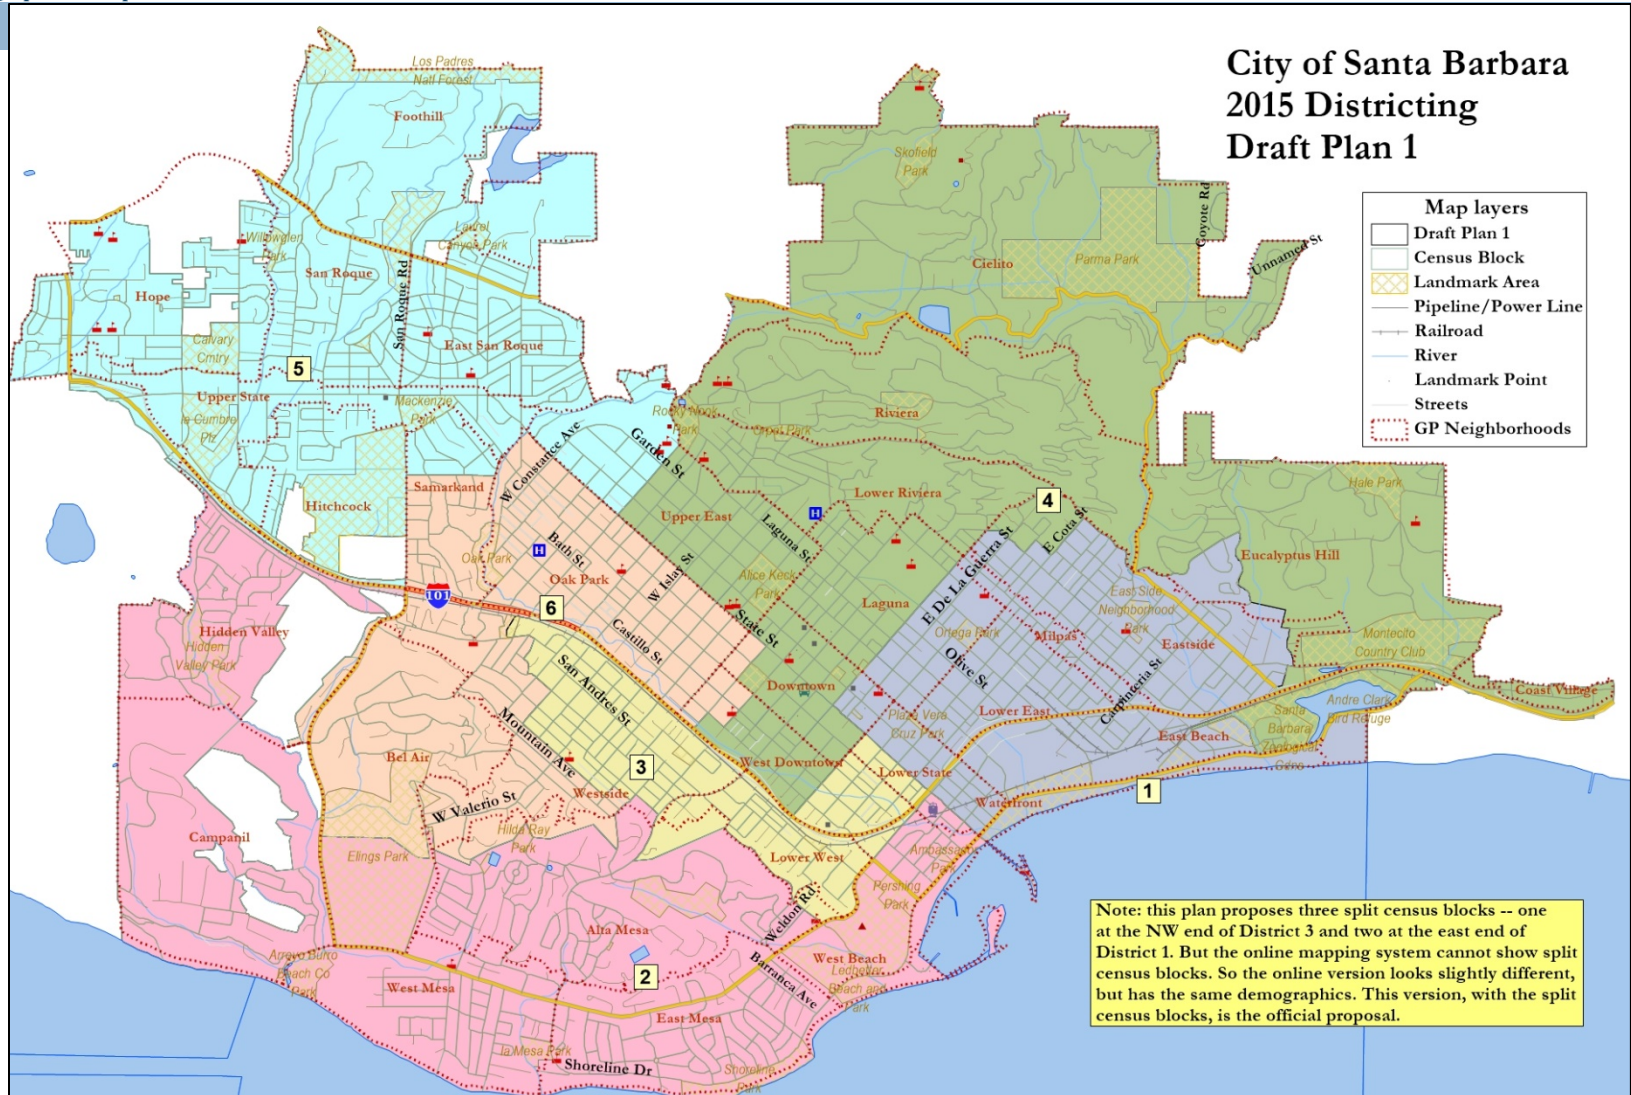 City of Santa Barbara
2015 Districting
Draft Plan 1
Map layers
Draft Plan 1
Census Block
Landmark Area
Pipeline/Power Line
Railroad
River
Landmark Point
Streets
GP Neighborhoods
Los Padres
Natl Forest
Foothill
Skofield
Park
Coyote Rd
Unnamed St
Cielito
Parma Park
Laurel
Canyon Park
Willowglen
Park
San Roque
San Roque Rd
Hope
Calvary
Cmtry
East San Roque
5
Upper State
la Cumbre
Plz
Mackenzie
Park
Rocky Nook
Park
Riviera
W Constance Ave
Garden St
Samarkand
Hitchcock
Lower Riviera
4
Hale Park
Upper East
Laguna St
E Cota St
E De La Guerra St
H
H
Oak Park
Bath St
Oak Park
W Islay St
Alice Keck
Park
Eucalyptus Hill
101
6
Castillo St
State St
Laguna
East Side
Neighborhood
Park
Ortega Park
Milpas
Eastside
Montecito
Country Club
Hidden Valley
Hidden
Valley Park
San Andres St
Olive St
Carpinteria St
Downtown
Coast Village
Andre Clark
Bird Refuge
Mountain Ave
Plaza Vera
Cruz Park
Lower East
East Beach
Santa
Barbara
Zoological
Gdns
Bel Air
3
West Downtown
Lower State
Westside
W Valerio St
1
Waterfront
Campanil
Hilda Ray
Park
Elings Park
Lower West
Ambassador
Park
Pershing
Park
Weldon Rd
Alta Mesa
West Beach
Ledbetter
Beach and
Park
Arroyo Burro
Beach Co
Park
2
Barranca Ave
West Mesa
East Mesa
la Mesa Park
Shoreline Dr
Shoreline
Park
Note: this plan proposes three split census blocks -- one
at the NW end of District 3 and two at the east end of
District 1. But the online mapping system cannot show split
census blocks. So the online version looks slightly different,
but has the same demographics. This version, with the split
census blocks, is the official proposal.